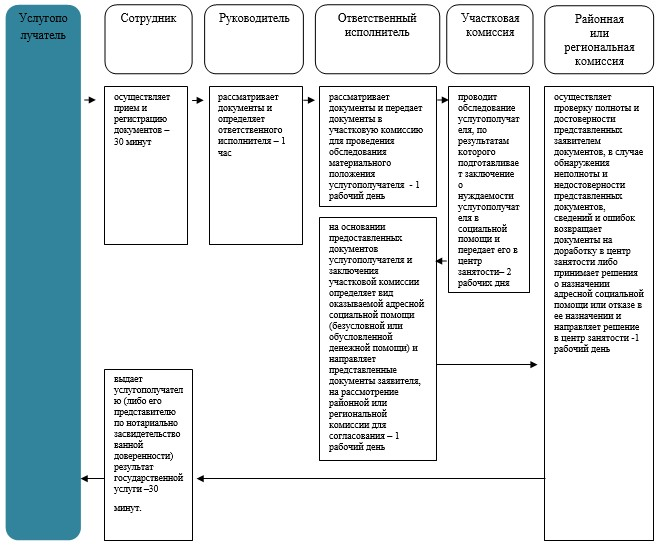 Услугопо
лучатель
Сотрудник
Руководитель
Ответственный
исполнитель
Участковая
комиссия
Районная
или
региональная
комиссия
осуществляет
прием и
регистрацию
документов –
30 минут
рассматривает
документы и
определяет
ответственного
исполнителя – 1
час
рассматривает
документы и передает
документы в
участковую комиссию
для проведения
обследования
материального
положения
услугополучателя - 1
рабочий день
проводит
обследование
услугополучат
еля, по
результатам
которого
подготавливает
т заключение
о
нуждаемости
услугополучат
еля в
социальной
помощи и
передает его в
центр
занятости– 2
рабочих дня
осуществляет
проверку полноты и
достоверности
представленных
заявителем
документов, в случае
обнаружения
неполноты и
недостоверности
представленных
документов,
сведений и ошибок
возвращает
документы на
доработку в центр
занятости либо
принимает решения
о назначении
адресной социальной
помощи или отказе в
ее назначении и
направляет решение
в центр занятости -1
рабочий день
на основании
предоставленных
документов
услугополучателя и
заключения
участковой комиссии
определяет вид
оказываемой адресной
социальной помощи
(безусловной или
обусловленной
денежной помощи) и
направляет
представленные
документы заявителя,
на рассмотрение
районной или
региональной
комиссии для
согласования – 1
рабочий день
выдает
услугополучател
ю (либо его
представителю
по нотариально
засвидетельство
ванной
доверенности)
результат
государственной
услуги –30
минут.